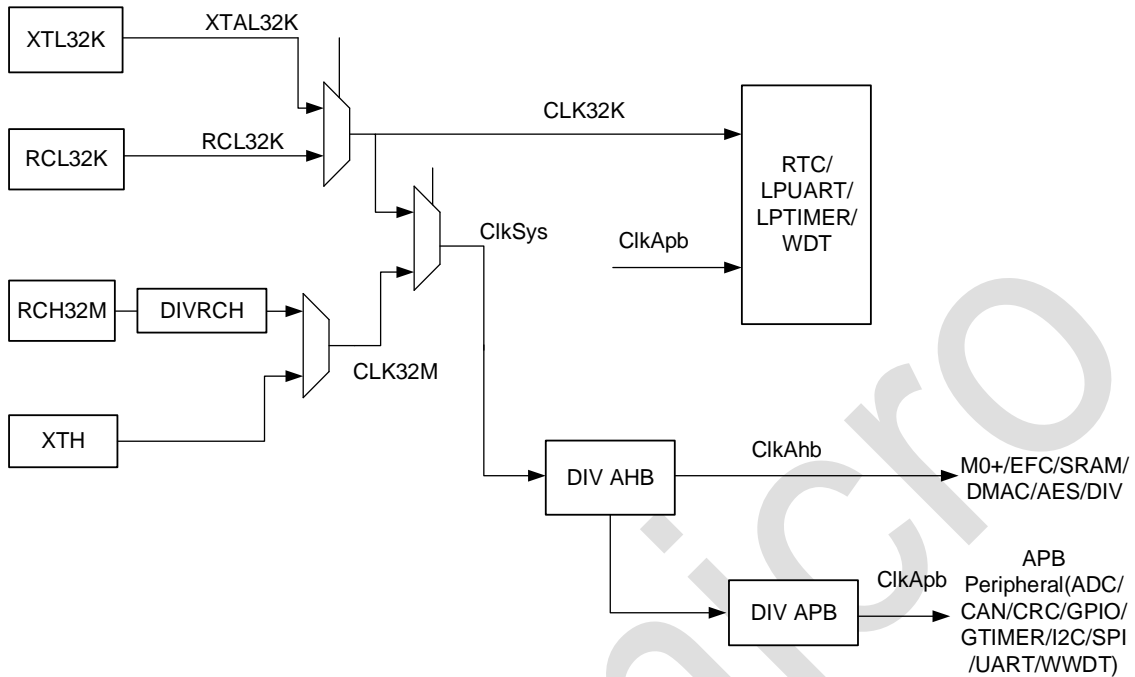 XTL32K
XTAL32K
RCL32K
RCL32K
CLK32K
RTC/
LPUART/
LPTIMER/
WDT
ClkSys
ClkApb
RCH32M
DIVRCH
CLK32M
XTH
DIV AHB
ClkAhb
M0+/EFC/SRAM/
DMAC/AES/DIV
DIV APB
ClkApb
APB
Peripheral(ADC/
CAN/CRC/GPIO/
GTIMER/I2C/SPI
/UART/WWDT)
micro